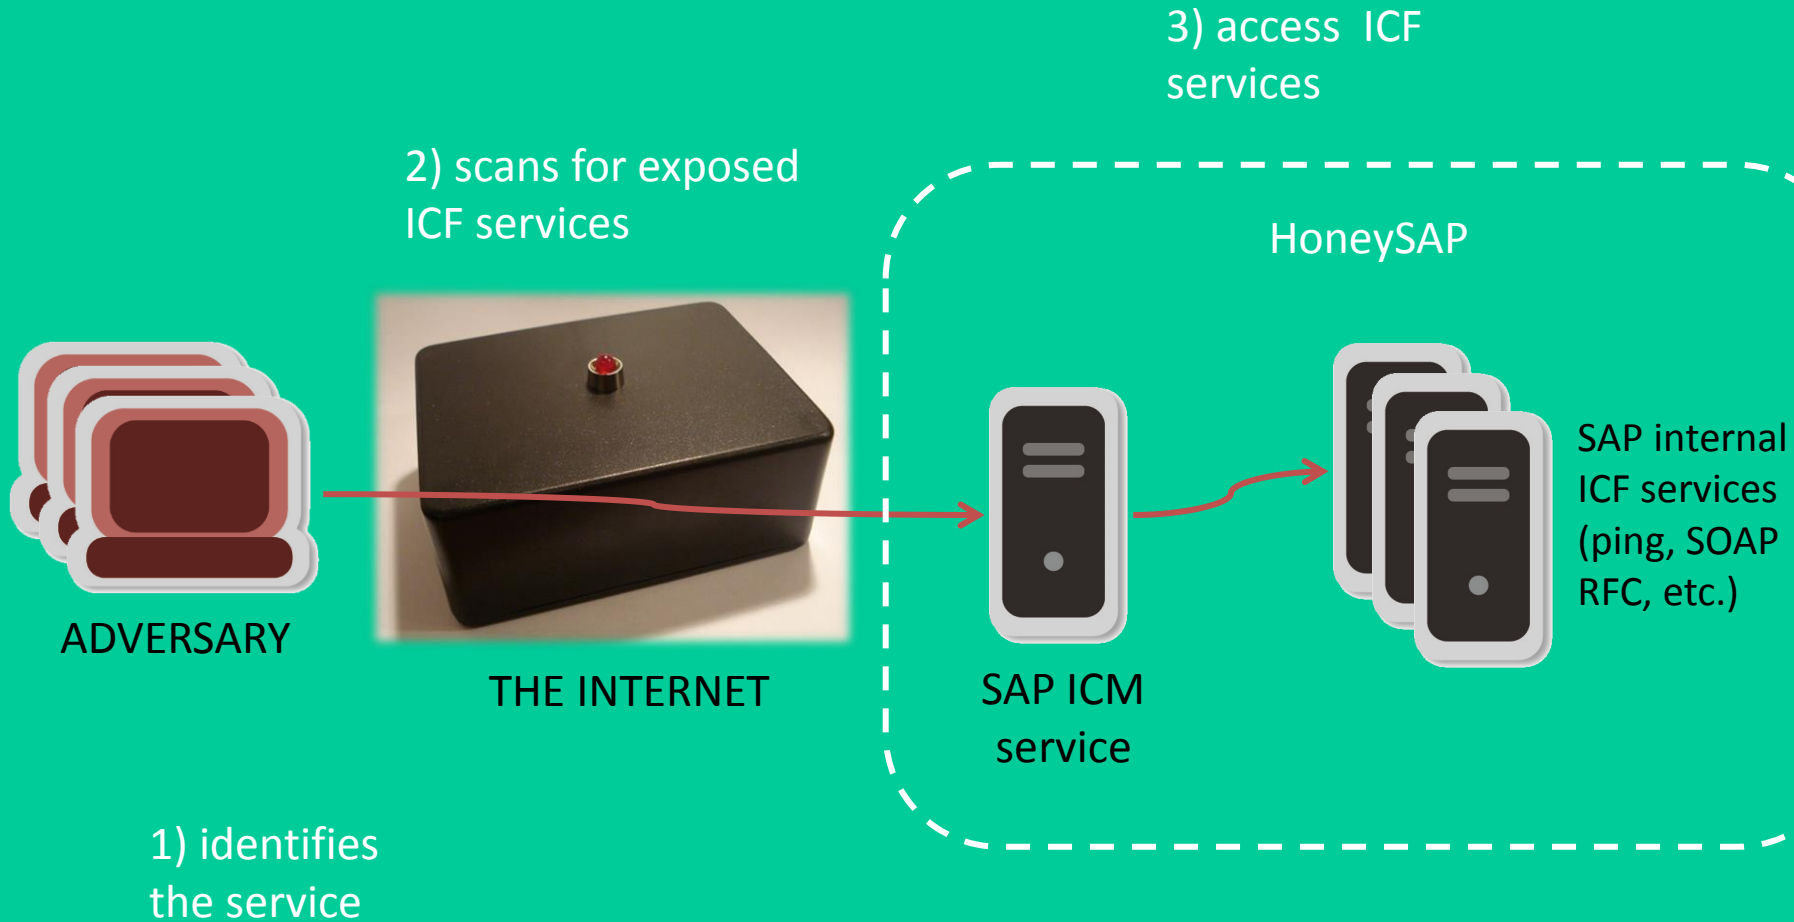 3) access ICF
services
2) scans for exposed
ICF services
HoneySAP
SAP internal
ICF services
(ping, SOAP
RFC, etc.)
ADVERSARY
THE INTERNET
SAP ICM
service
1) identifies
the service